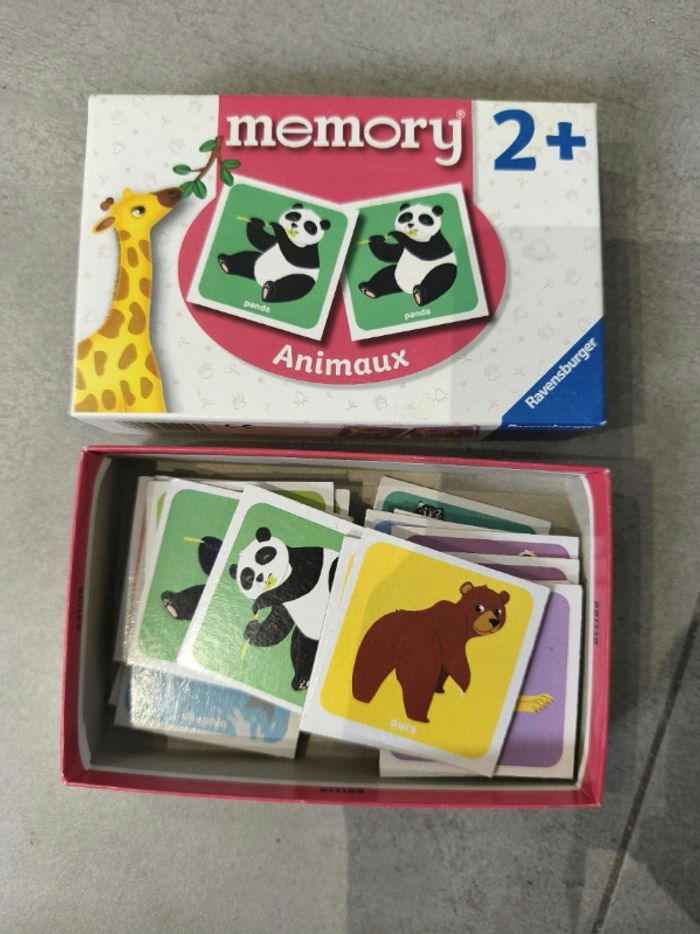 memory®
2+
panda
panda
Animaux
Ravensburger
ours